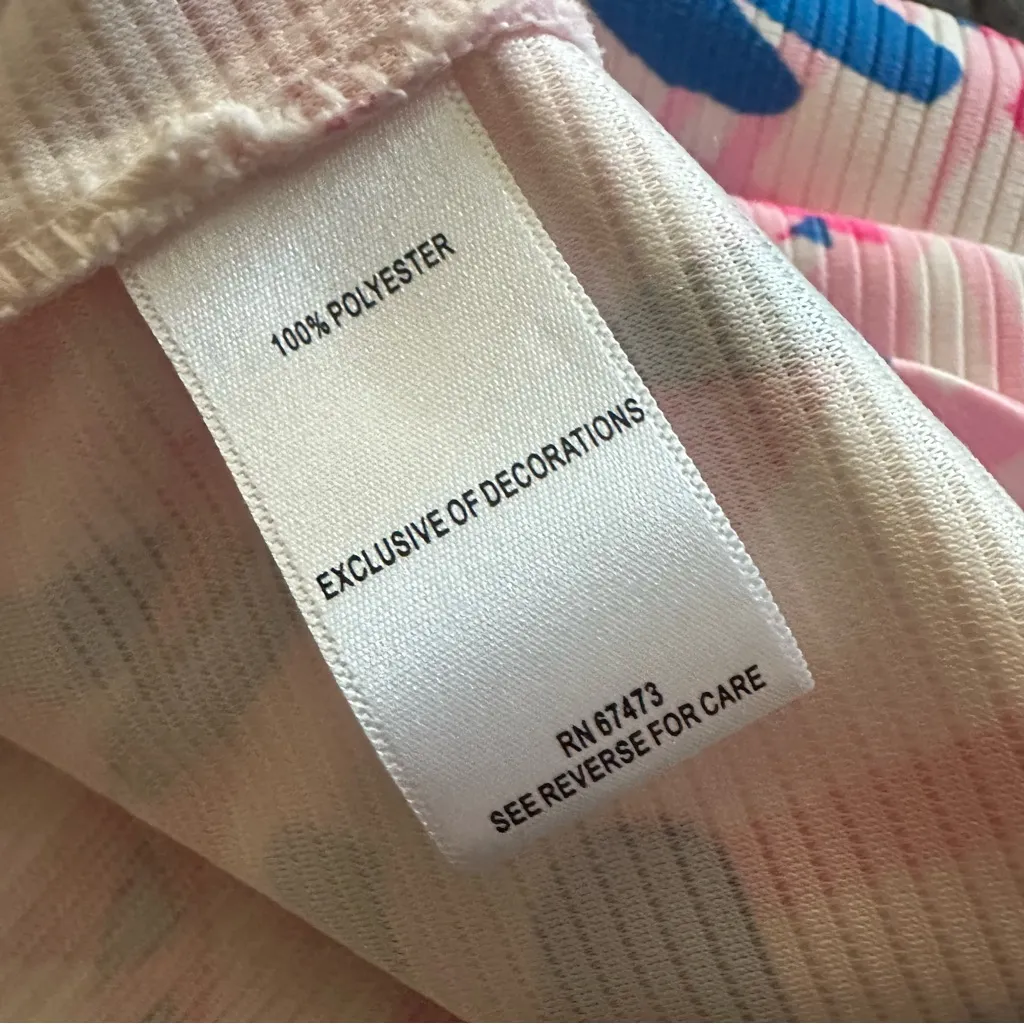 100% POLYESTER
EXCLUSIVE OF DECORATIONS
RN 67473
SEE REVERSE FOR CARE